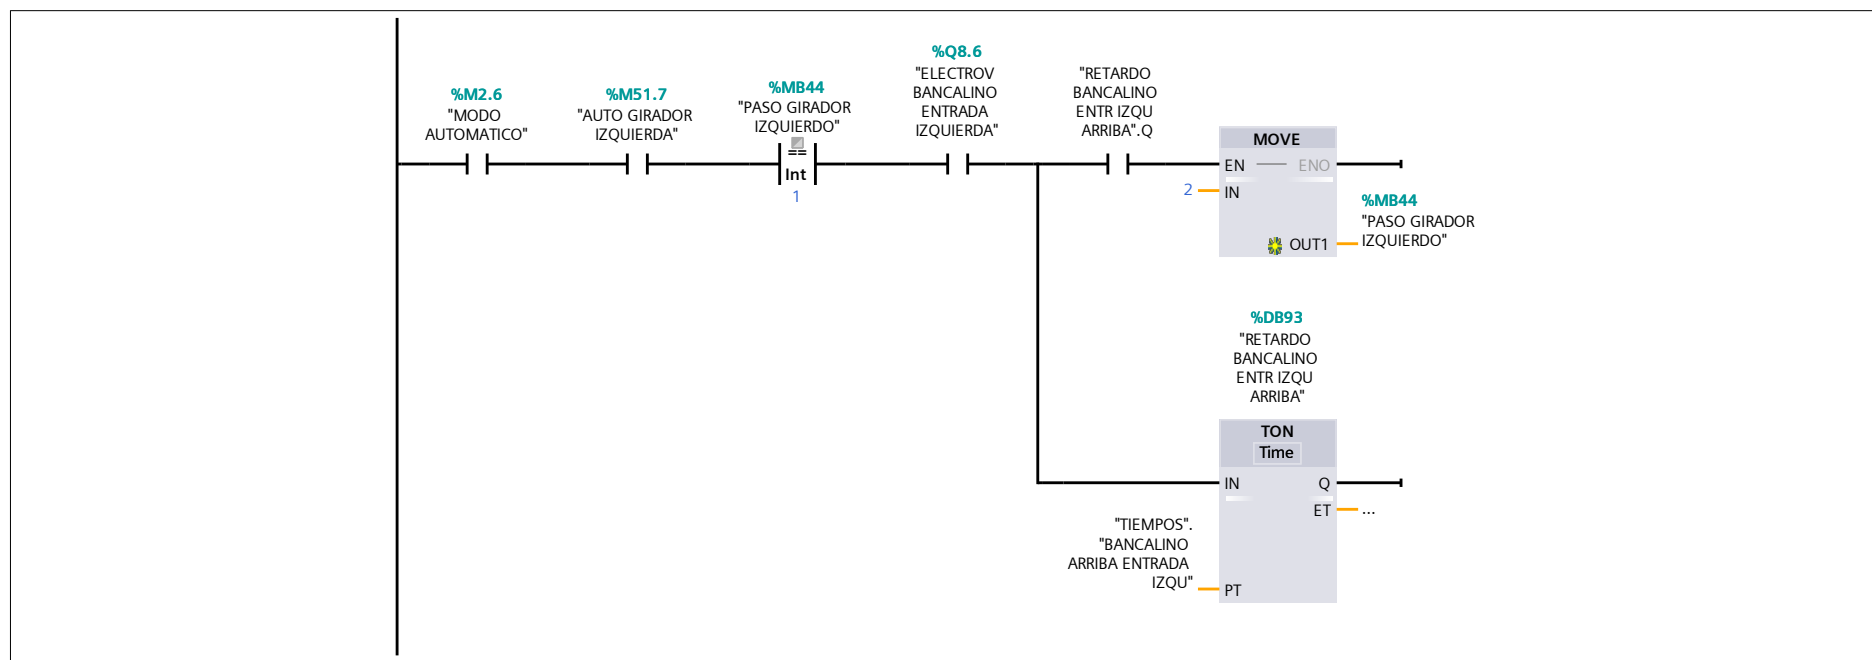 %M2.6
"MODO
AUTOMATICO"
%M51.7
"AUTO GIRADOR
IZQUIERDA"
%MB44
"PASO GIRADOR
IZQUIERDO"
==
Int
1
%Q8.6
"ELECTROV
BANCALINO
ENTRADA
IZQUIERDA"
"RETARDO
BANCALINO
ENTR IZQU
ARRIBA".Q
MOVE
EN
ENO
2
IN
OUT1
%MB44
"PASO GIRADOR
IZQUIERDO"
%DB93
"RETARDO
BANCALINO
ENTR IZQU
ARRIBA"
TON
Time
IN
Q
ET
...
"TIEMPOS".
"BANCALINO
ARRIBA ENTRADA
IZQU"
PT